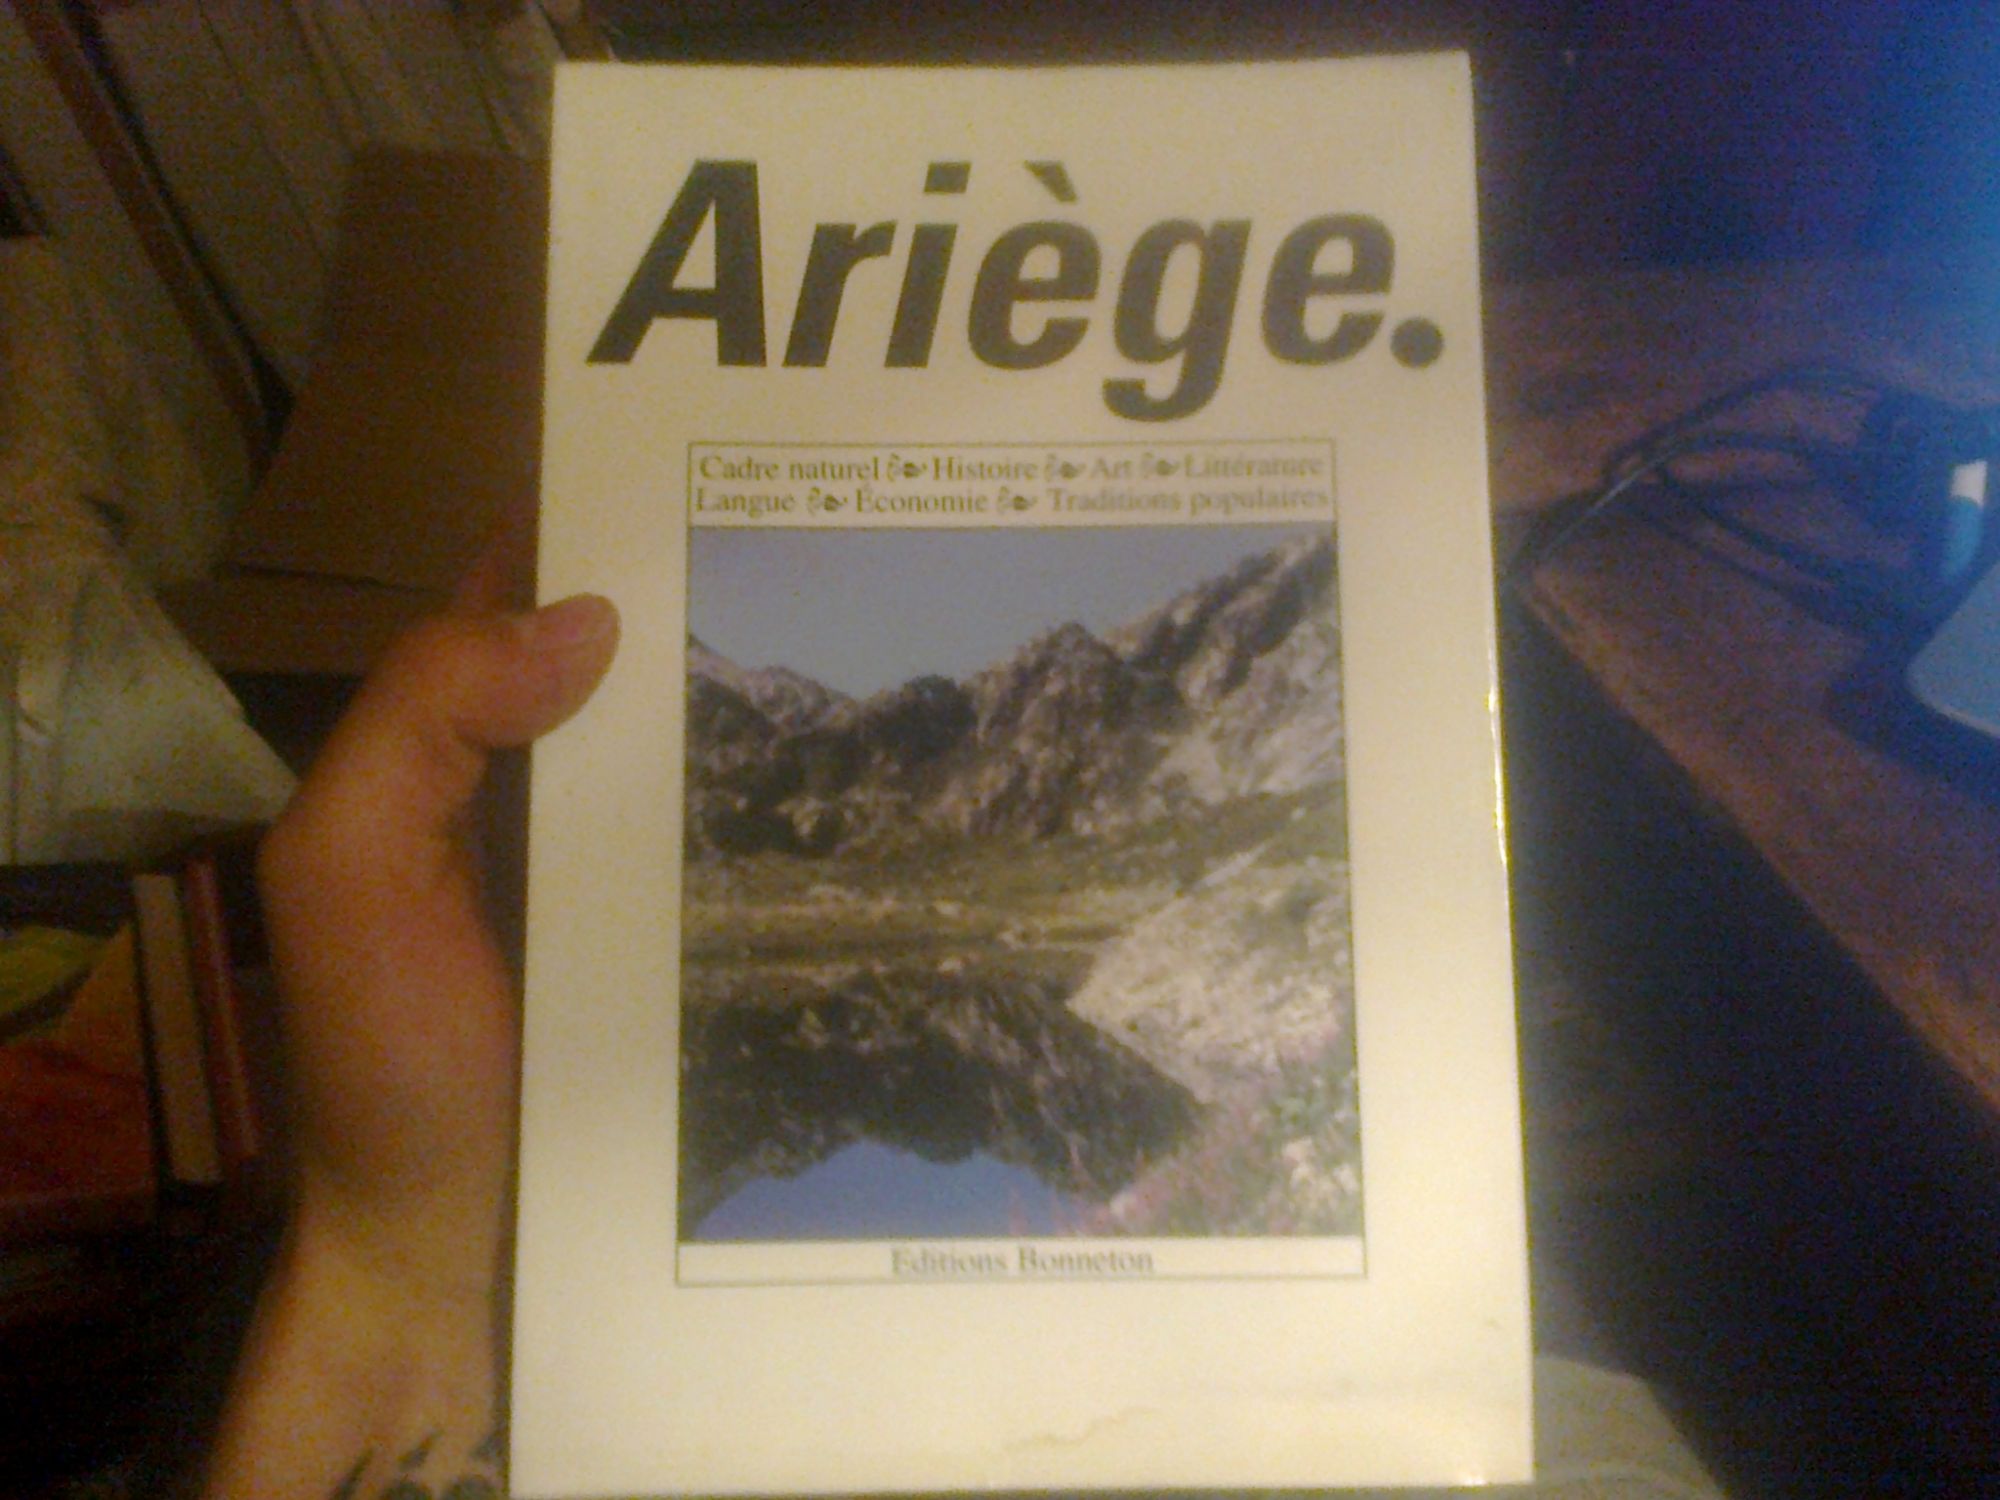 Ariège.
Cadre naturel Histoire Art Littérature
Langue Économie Traditions populaires
Editions Bonneton